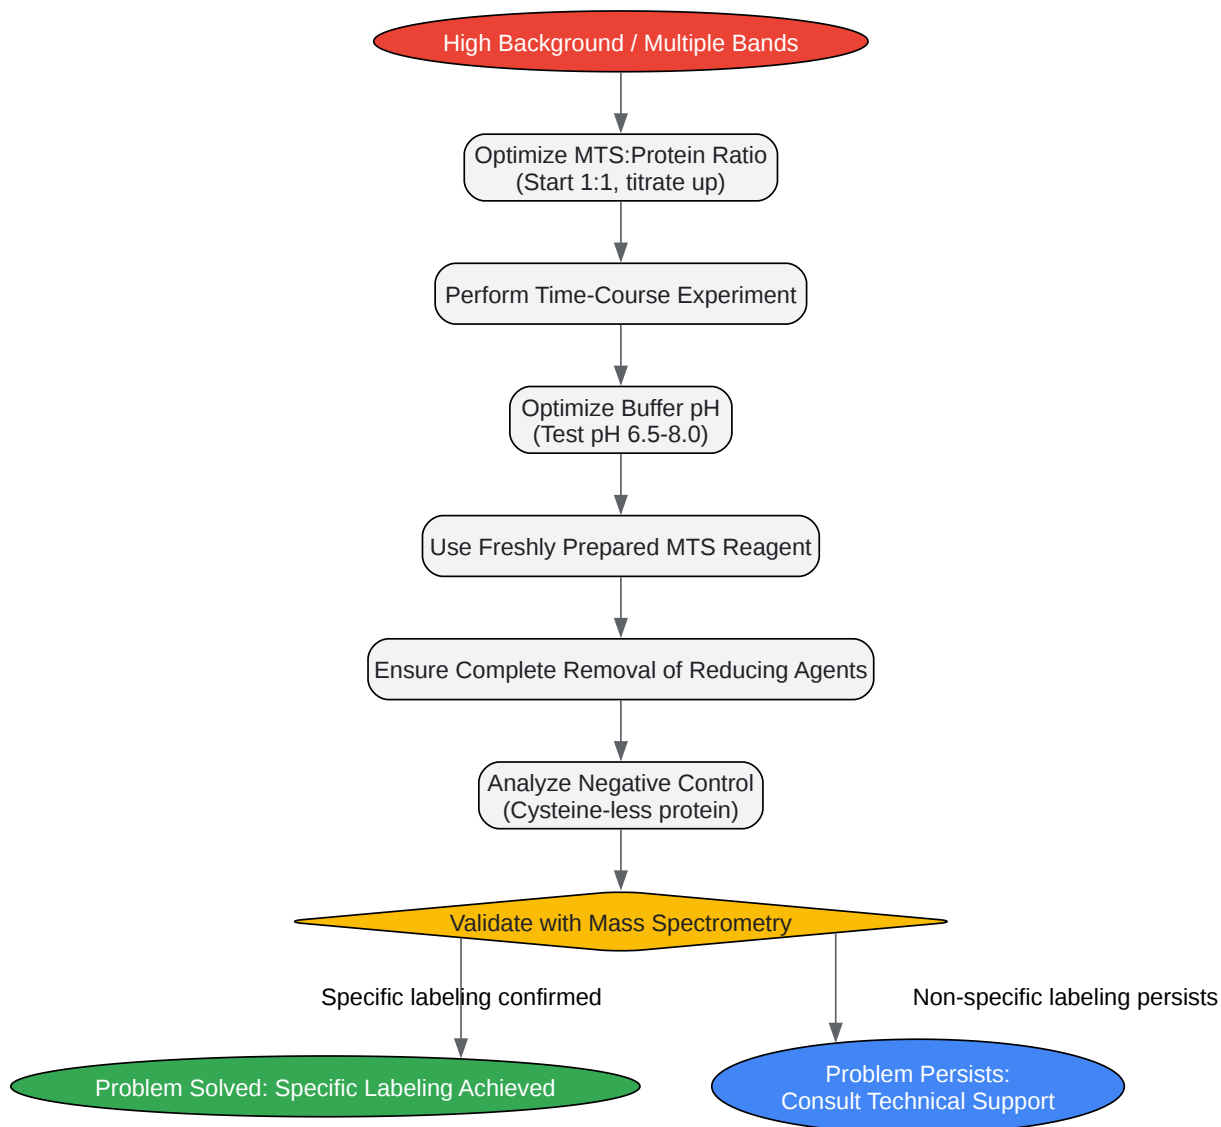 High Background / Multiple Bands
Optimize MTS:Protein Ratio
(Start 1:1, titrate up)
Perform Time-Course Experiment
Optimize Buffer pH
(Test pH 6.5-8.0)
Use Freshly Prepared MTS Reagent
Ensure Complete Removal of Reducing Agents
Analyze Negative Control
(Cysteine-less protein)
Validate with Mass Spectrometry
Specific labeling confirmed
Non-specific labeling persists
Problem Solved: Specific Labeling Achieved
Problem Persists:
Consult Technical Support